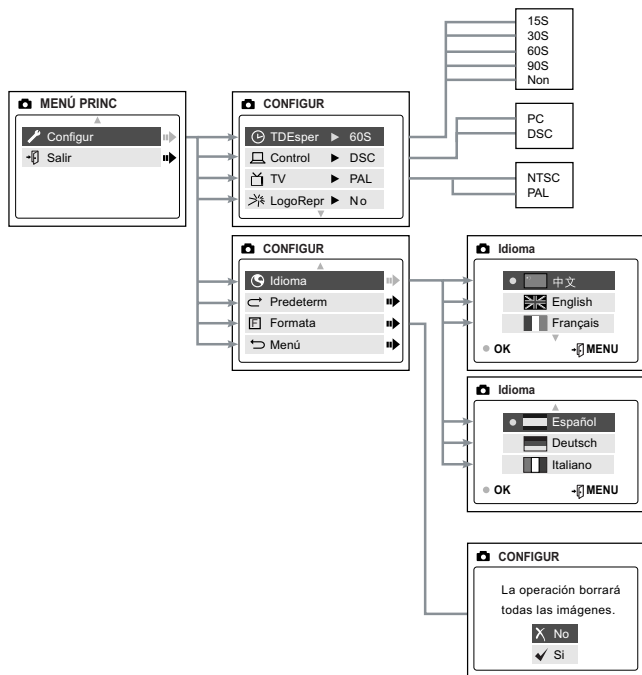 MENÚ PRINC
Configur
Salir
CONFIGUR
TDEsper 60S
Control DSC
TV PAL
LogoRepr No
15S
30S
60S
90S
Non
PC
DSC
NTSC
PAL
CONFIGUR
Idioma
Predeterm
F Formata
Menú
Idioma
中文
English
Français
OK MENU
Idioma
Español
Deutsch
Italiano
OK MENU
CONFIGUR
La operación borrará
todas las imágenes.
No
Si